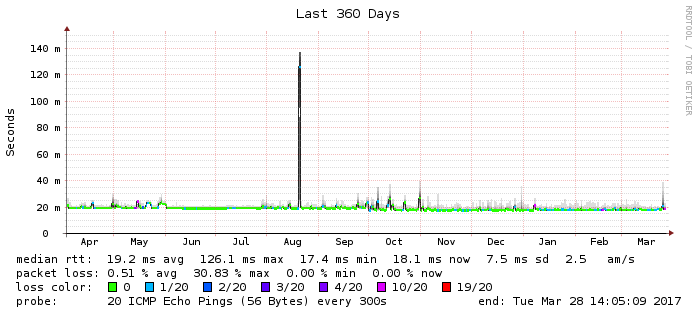 Last 360 Days
RRDTOOL / TOBI OETIKER
Seconds
140 m
120 m
100 m
80 m
60 m
40 m
20 m
0
Apr May Jun Jul Aug Sep Oct Nov Dec Jan Feb Mar
median rtt: 19.2 ms avg 126.1 ms max 17.4 ms min 18.1 ms now 7.5 ms sd 2.5 am/s
packet loss: 0.51 % avg 30.83 % max 0.00 % min 0.00 % now
loss color: 0 1/20 2/20 3/20 4/20 10/20 19/20
probe: 20 ICMP Echo Pings (56 Bytes) every 300s end: Tue Mar 28 14:05:09 2017